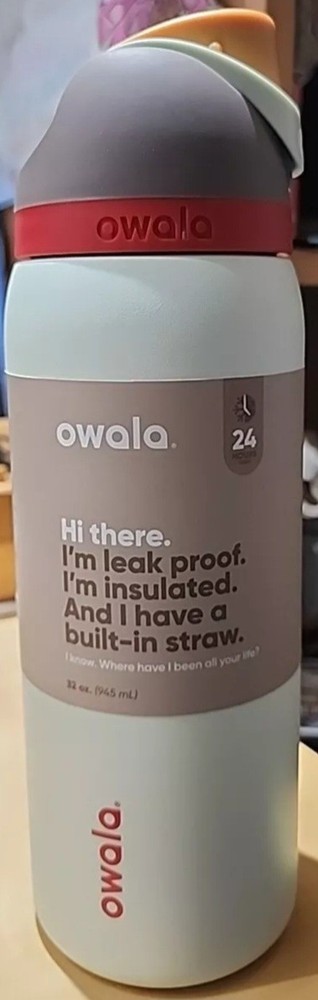 owala
owala.
24
HOURS
Hi there.
I'm leak proof.
I'm insulated.
And I have a
built-in straw.
I know. Where have I been all your life?
32 oz. (945 mL)
owala.